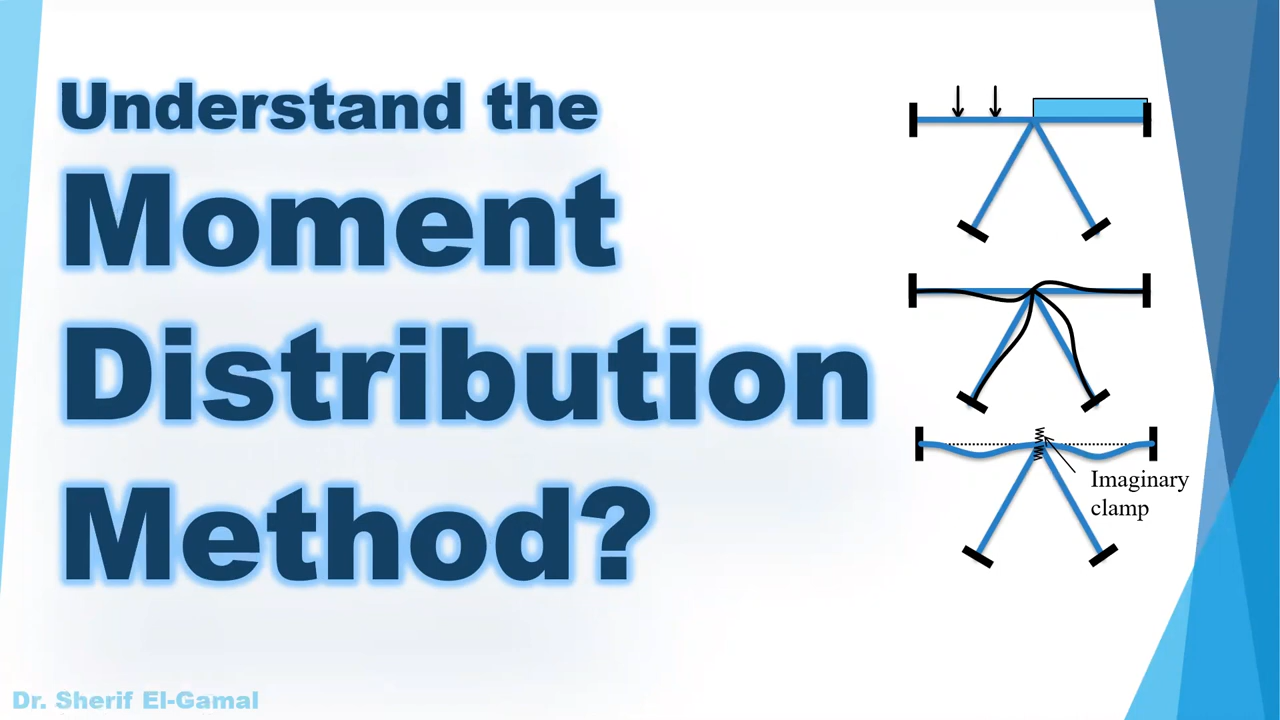 Understand the
Moment
Distribution
Method?
Imaginary
clamp
Dr. Sherif El-Gamal